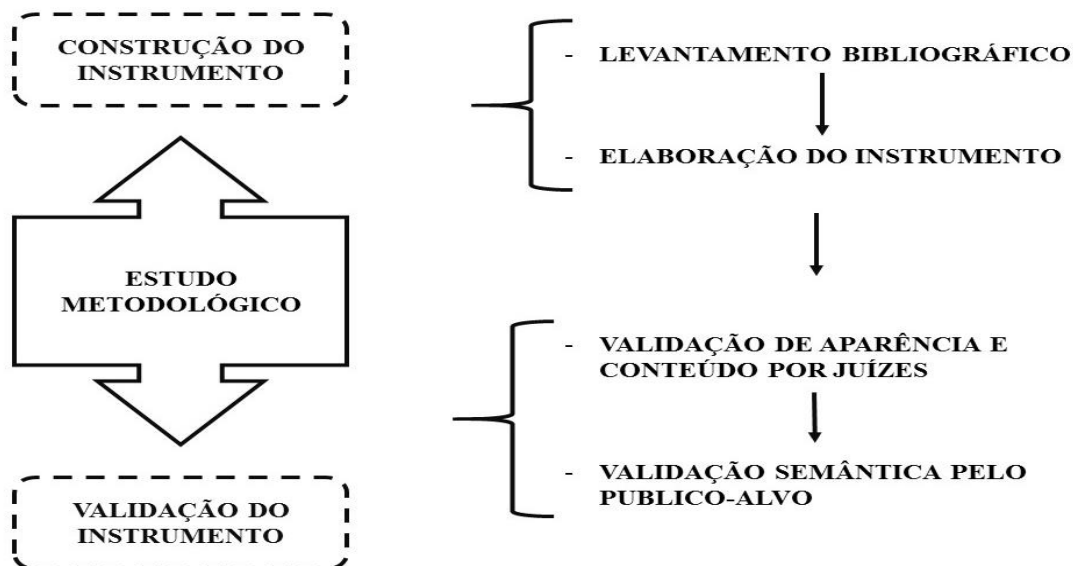 CONSTRUÇÃO DO
INSTRUMENTO
- LEVANTAMENTO BIBLIOGRÁFICO
- ELABORAÇÃO DO INSTRUMENTO
ESTUDO
METODOLÓGICO
- VALIDAÇÃO DE APARÊNCIA E
CONTEÚDO POR JUÍZES
- VALIDAÇÃO SEMÂNTICA PELO
PUBLICO-ALVO
VALIDAÇÃO DO
INSTRUMENTO